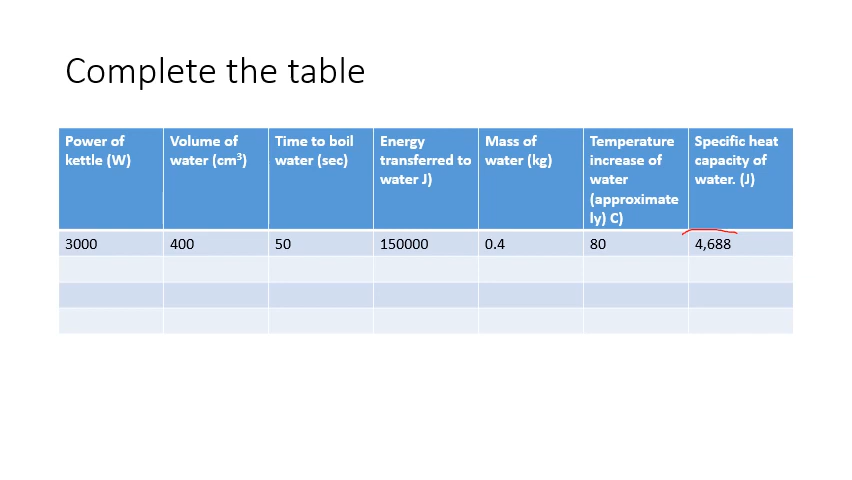 Complete the table
Power of
kettle (W)
Volume of
water (cm³)
Time to boil
water (sec)
Energy
transferred to
water J)
Mass of
water (kg)
Temperature
increase of
water
(approximate
ly) C)
Specific heat
capacity of
water. (J)
3000 400 50 150000 0.4 80 4,688